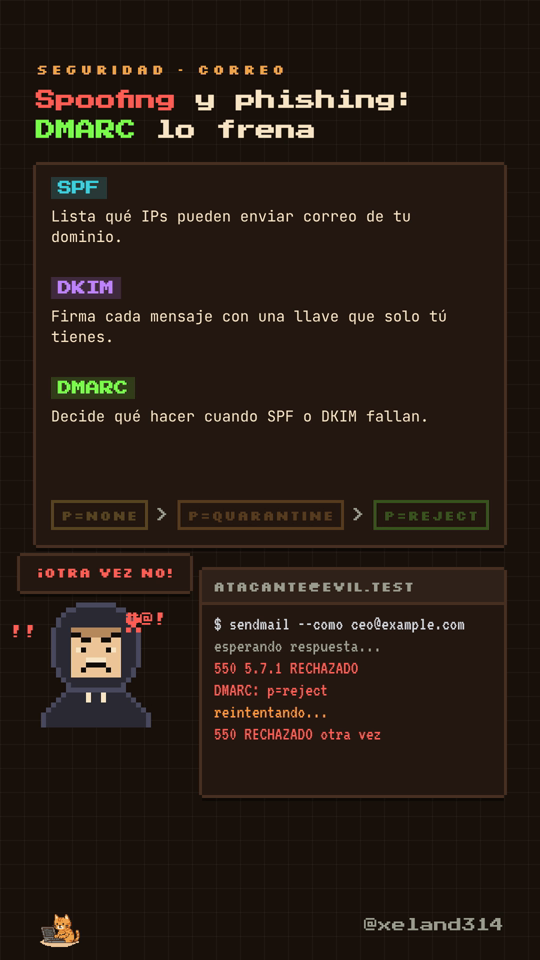 SEGURIDAD · CORREO
Spoofing y phishing:
DMARC lo frena
SPF
Lista qué IPs pueden enviar correo de tu
dominio.
DKIM
Firma cada mensaje con una llave que solo tú
tienes.
DMARC
Decide qué hacer cuando SPF o DKIM fallan.
P=NONE > P=QUARANTINE > P=REJECT
¡OTRA VEZ NO!
!!
#@!
ATACANTE@EVIL.TEST
$ sendmail --como ceo@example.com
esperando respuesta...
550 5.7.1 RECHAZADO
DMARC: p=reject
reintentando...
550 RECHAZADO otra vez
@xeland314